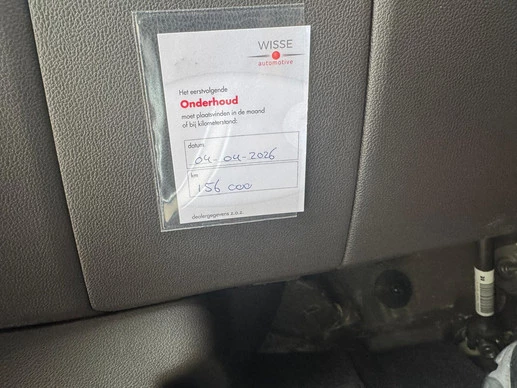 WISSE
automotive
Het eerstvolgende
Onderhoud
moet plaatsvinden in de maand
of bij kilometerstand:
datum
04-04-2026
km
156 000
dealergegevens z.o.z.